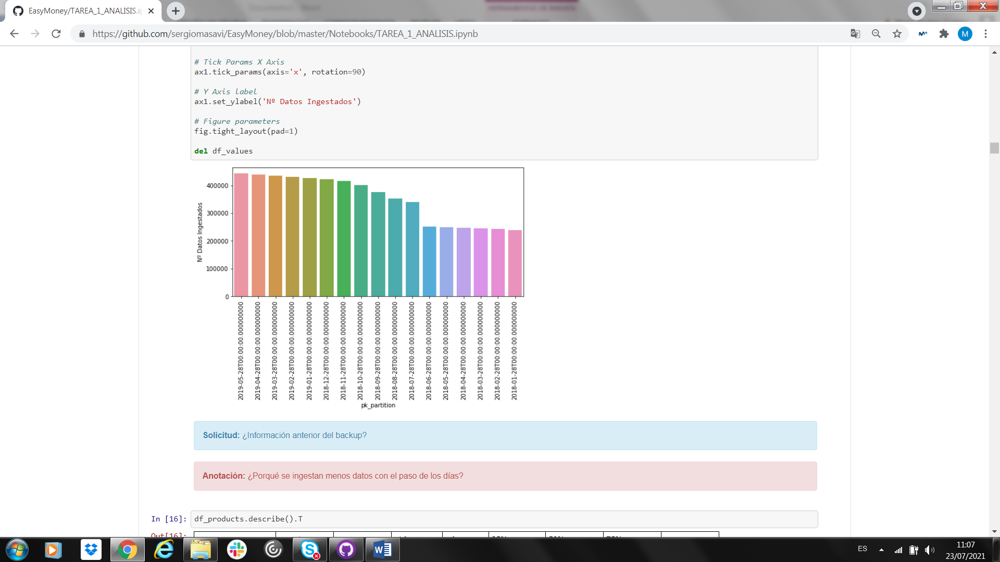 EasyMoney/TAREA_1_ANALISIS.ip
https://github.com/sergiomasavi/EasyMoney/blob/master/Notebooks/TAREA_1_ANALISIS.ipynb
M+
M
# Tick Params X Axis
ax1.tick_params(axis='x', rotation=90)
# Y Axis label
ax1.set_ylabel('Nº Datos Ingestados')
# Figure parameters
fig.tight_layout(pad=1)
del df_values
400000
300000
200000
100000
0
Nº Datos Ingestados
2019-05-28T00:00:00.000000000
2019-04-28T00:00:00.000000000
2019-03-28T00:00:00.000000000
2019-02-28T00:00:00.000000000
2019-01-28T00:00:00.000000000
2018-12-28T00:00:00.000000000
2018-11-28T00:00:00.000000000
2018-10-28T00:00:00.000000000
2018-09-28T00:00:00.000000000
2018-08-28T00:00:00.000000000
2018-07-28T00:00:00.000000000
2018-06-28T00:00:00.000000000
2018-05-28T00:00:00.000000000
2018-04-28T00:00:00.000000000
2018-03-28T00:00:00.000000000
2018-02-28T00:00:00.000000000
2018-01-28T00:00:00.000000000
pk_partition
Solicitud: ¿Información anterior del backup?
Anotación: ¿Porqué se ingestan menos datos con el paso de los días?
In [16]: df_products.describe().T
Out[16]:
ES
11:07
23/07/2021